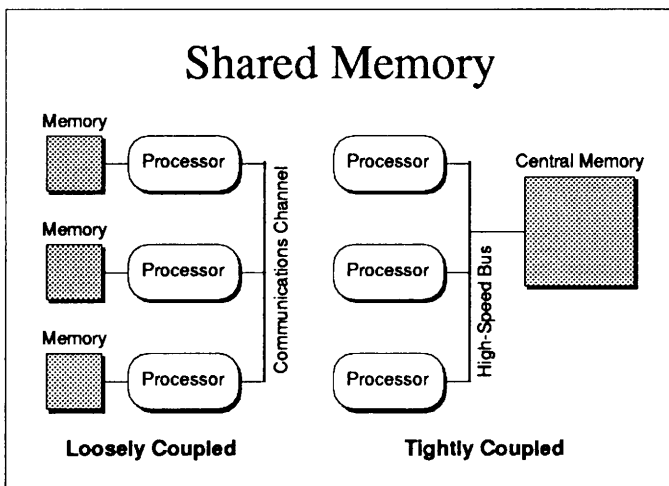 Shared Memory
Memory
Processor
Memory
Processor
Memory
Processor
Communications Channel
Loosely Coupled
Processor
Processor
Processor
High-Speed Bus
Central Memory
Tightly Coupled